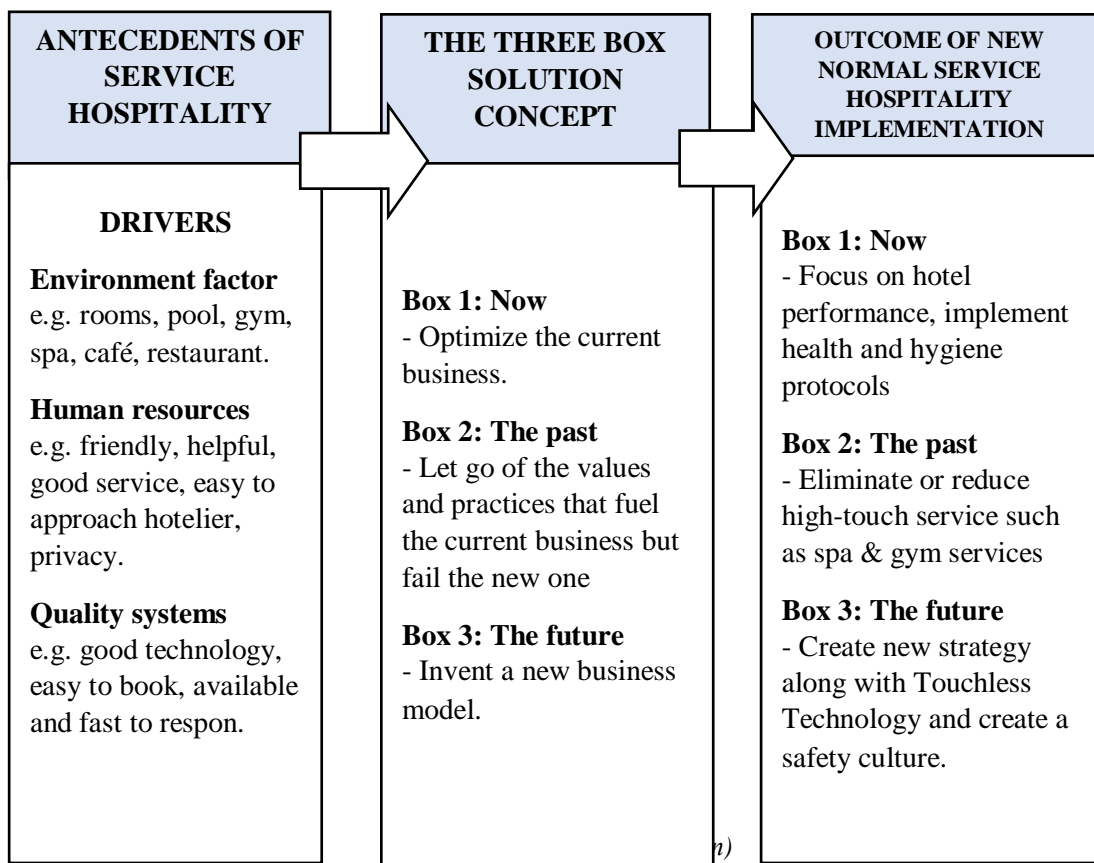 ANTECEDENTS OF
SERVICE
HOSPITALITY
DRIVERS
Environment factor
e.g. rooms, pool, gym,
spa, café, restaurant.
Human resources
e.g. friendly, helpful,
good service, easy to
approach hotelier,
privacy.
Quality systems
e.g. good technology,
easy to book, available
and fast to respon.
THE THREE BOX
SOLUTION
CONCEPT
Box 1: Now
- Optimize the current
business.
Box 2: The past
- Let go of the values
and practices that fuel
the current business but
fail the new one
Box 3: The future
- Invent a new business
model.
OUTCOME OF NEW
NORMAL SERVICE
HOSPITALITY
IMPLEMENTATION
Box 1: Now
- Focus on hotel
performance, implement
health and hygiene
protocols
Box 2: The past
- Eliminate or reduce
high-touch service such
as spa & gym services
Box 3: The future
- Create new strategy
along with Touchless
Technology and create a
safety culture.